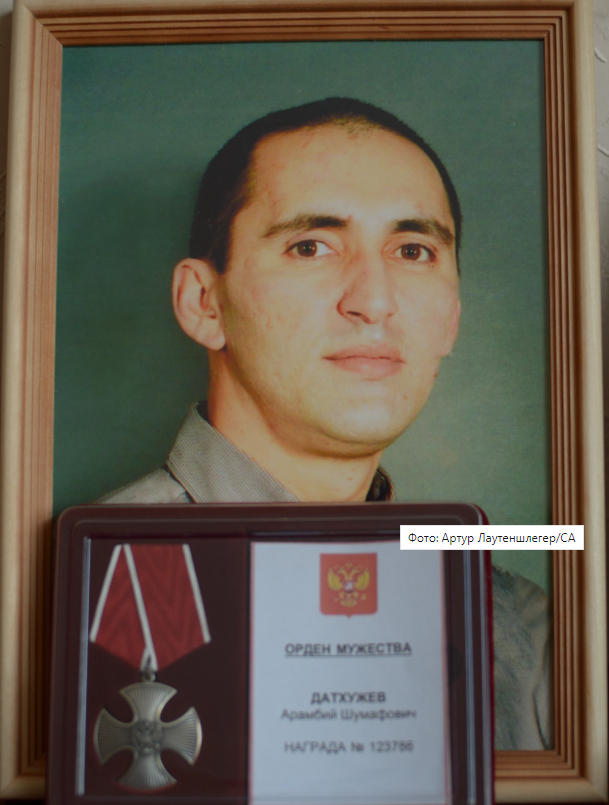 Фото: Артур Лаутеншлегер/СА
ОРДЕН МУЖЕСТВА
ДАТХУЖЕВ
Арамбий Шумафович
НАГРАДА № 123786